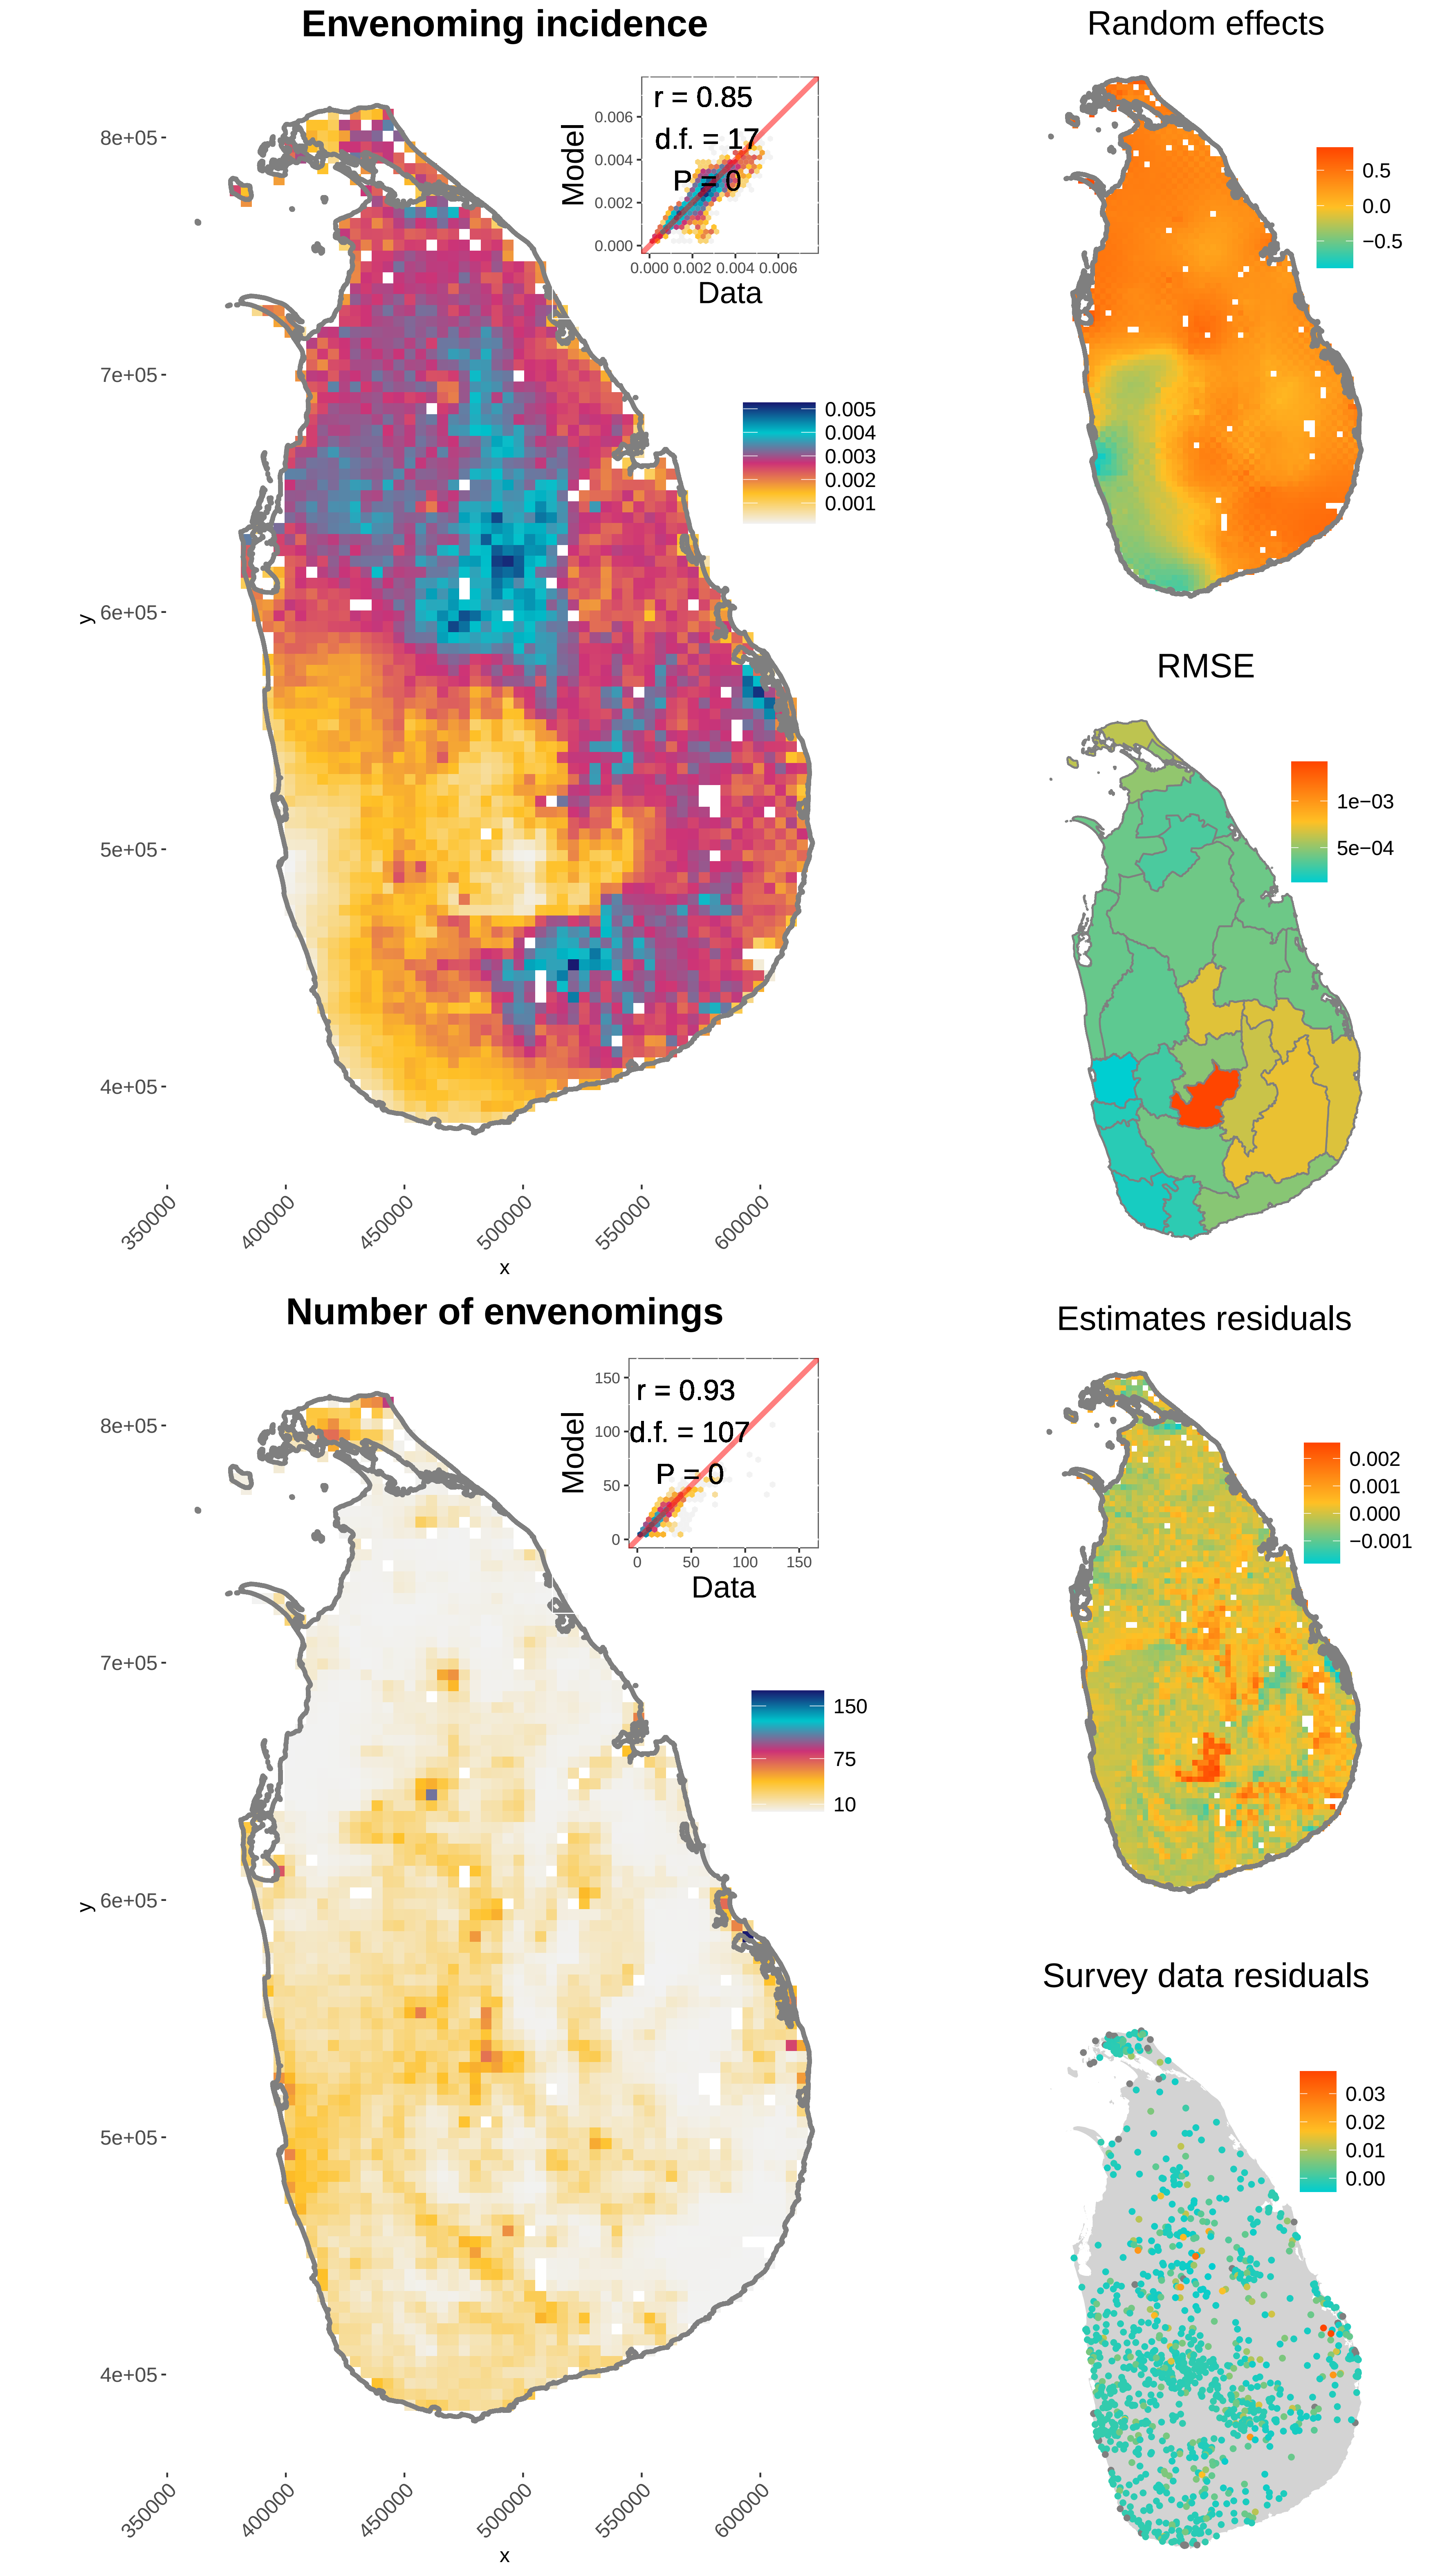 Envenoming incidence
r = 0.85
d.f. = 17
P = 0
Model
0.006
0.004
0.002
0.000
0.000 0.002 0.004 0.006
Data
0.005
0.004
0.003
0.002
0.001
y
8e+05
7e+05
6e+05
5e+05
4e+05
350000 400000 450000 500000 550000 600000
x
Random effects
0.5
0.0
−0.5
RMSE
1e−03
5e−04
Number of envenomings
r = 0.93
d.f. = 107
P = 0
Model
150
100
50
0
0 50 100 150
Data
150
75
10
y
8e+05
7e+05
6e+05
5e+05
4e+05
350000 400000 450000 500000 550000 600000
x
Estimates residuals
0.002
0.001
0.000
−0.001
Survey data residuals
0.03
0.02
0.01
0.00